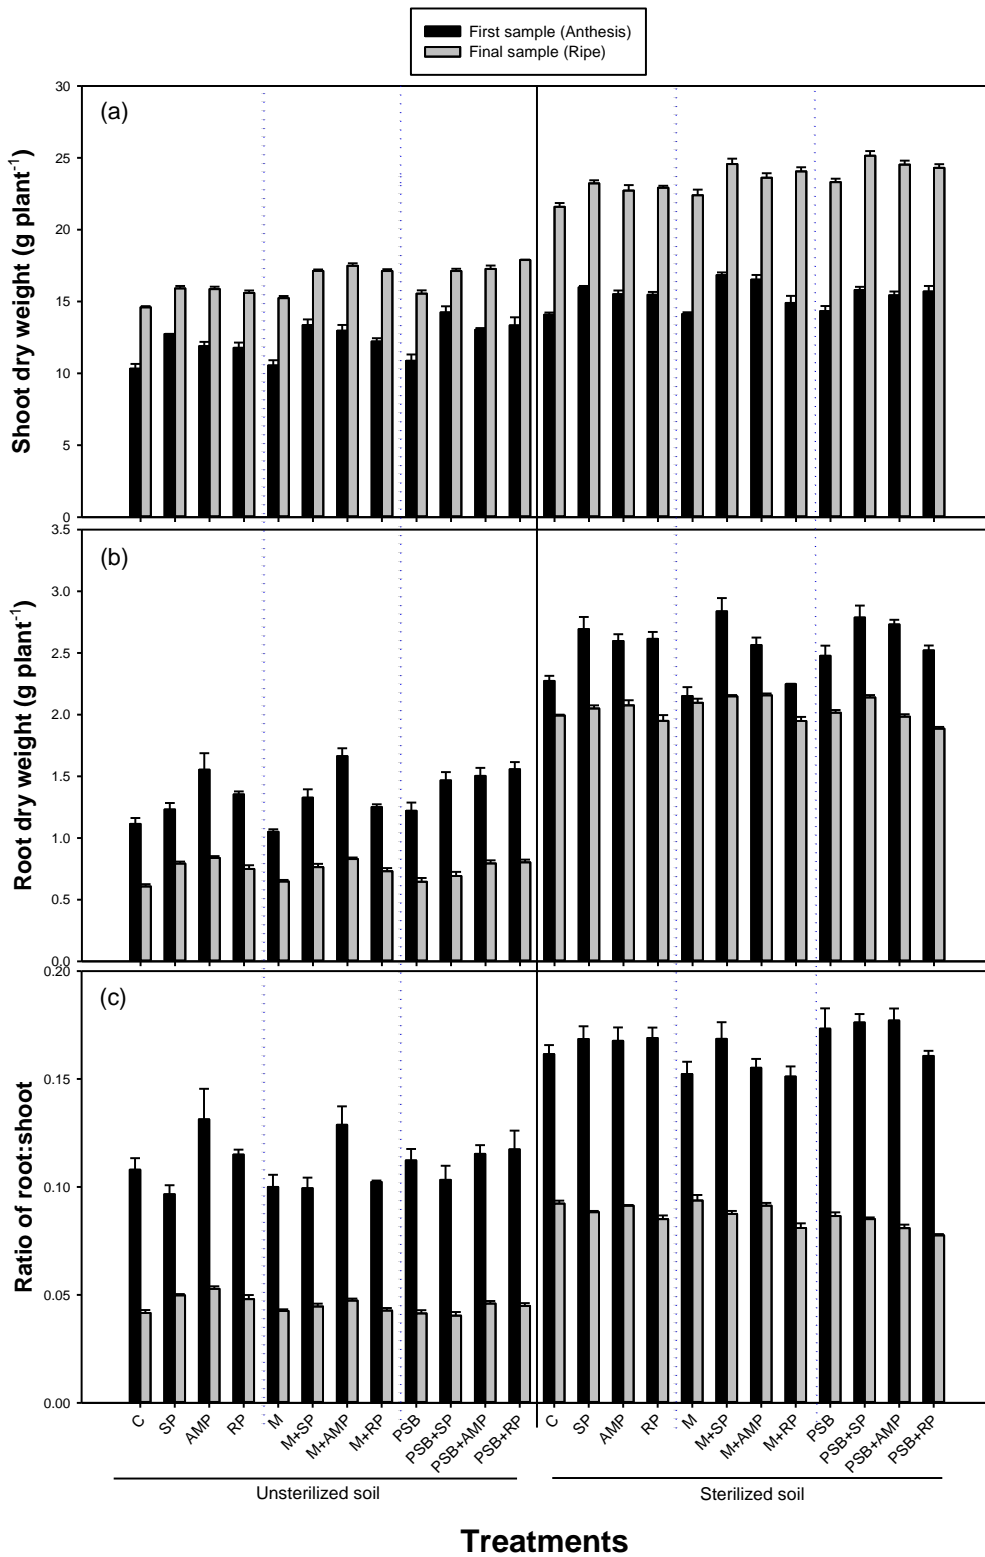 First sample (Anthesis)
Final sample (Ripe)
(a)
Shoot dry weight (g plant-1)
30
25
20
15
10
5
0
(b)
Root dry weight (g plant-1)
3.5
3.0
2.5
2.0
1.5
1.0
0.5
0.0
(c)
Ratio of root:shoot
0.20
0.15
0.10
0.05
0.00
C SP AMP RP M M+SP M+AMP M+RP PSB PSB+SP PSB+AMP PSB+RP C SP AMP RP M M+SP M+AMP M+RP PSB PSB+SP PSB+AMP PSB+RP
Unsterilized soil Sterilized soil
Treatments